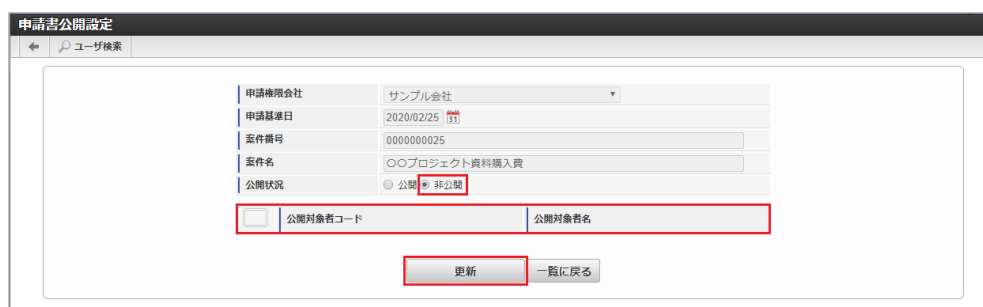 申請書公開設定
ユーザ検索
申請権限会社 サンプル会社
申請基準日 2020/02/25 31
案件番号 0000000025
案件名 〇〇プロジェクト資料購入費
公開状況 公開 非公開
公開対象者コード 公開対象者名
更新 一覧に戻る